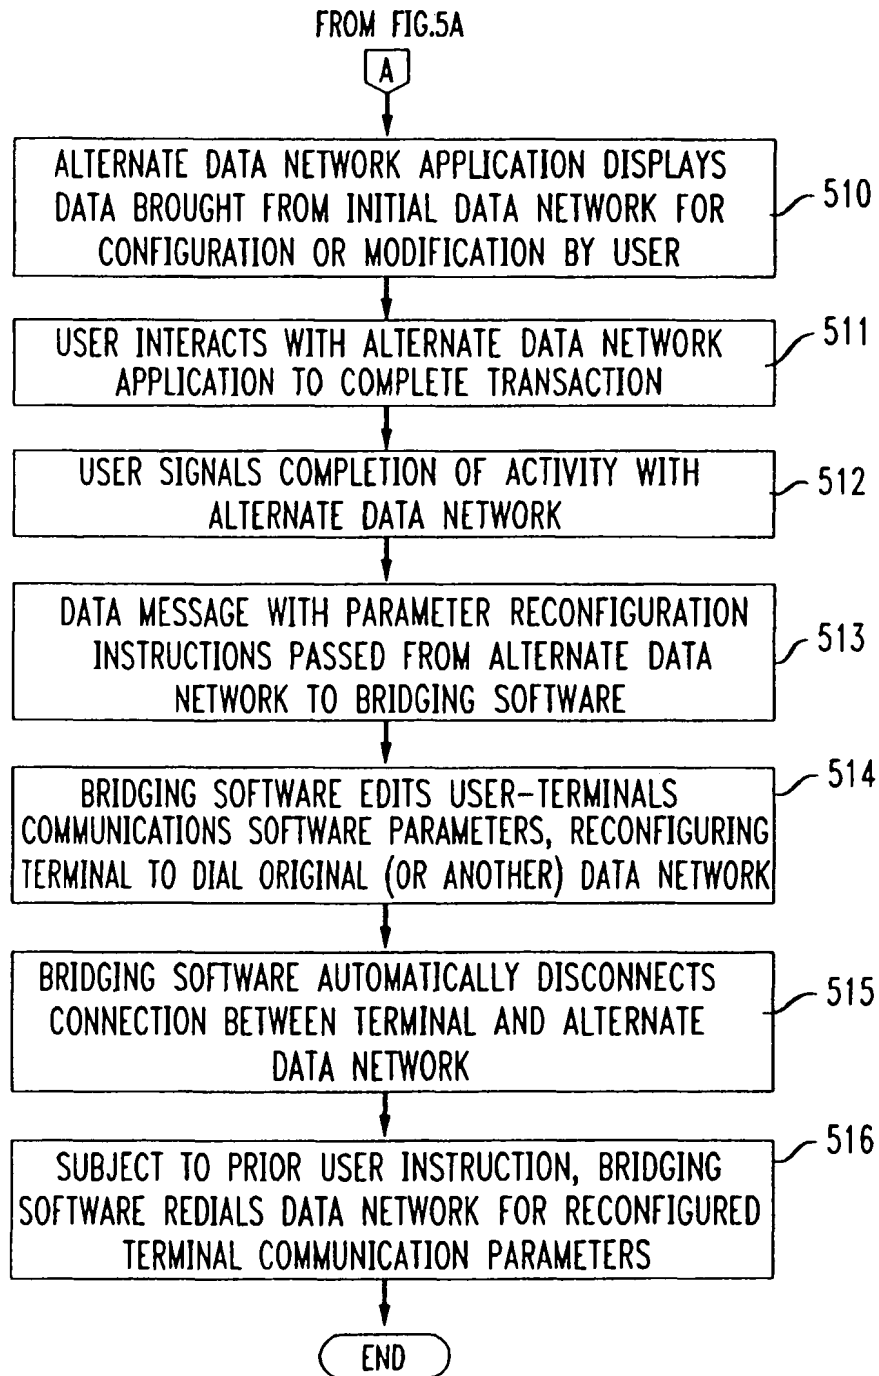 FROM FIG.5A
A
ALTERNATE DATA NETWORK APPLICATION DISPLAYS
DATA BROUGHT FROM INITIAL DATA NETWORK FOR
CONFIGURATION OR MODIFICATION BY USER
510
USER INTERACTS WITH ALTERNATE DATA NETWORK
APPLICATION TO COMPLETE TRANSACTION
511
USER SIGNALS COMPLETION OF ACTIVITY WITH
ALTERNATE DATA NETWORK
512
DATA MESSAGE WITH PARAMETER RECONFIGURATION
INSTRUCTIONS PASSED FROM ALTERNATE DATA
NETWORK TO BRIDGING SOFTWARE
513
BRIDGING SOFTWARE EDITS USER-TERMINALS
COMMUNICATIONS SOFTWARE PARAMETERS, RECONFIGURING
TERMINAL TO DIAL ORIGINAL (OR ANOTHER) DATA NETWORK
514
BRIDGING SOFTWARE AUTOMATICALLY DISCONNECTS
CONNECTION BETWEEN TERMINAL AND ALTERNATE
DATA NETWORK
515
SUBJECT TO PRIOR USER INSTRUCTION, BRIDGING
SOFTWARE REDIALS DATA NETWORK FOR RECONFIGURED
TERMINAL COMMUNICATION PARAMETERS
516
END